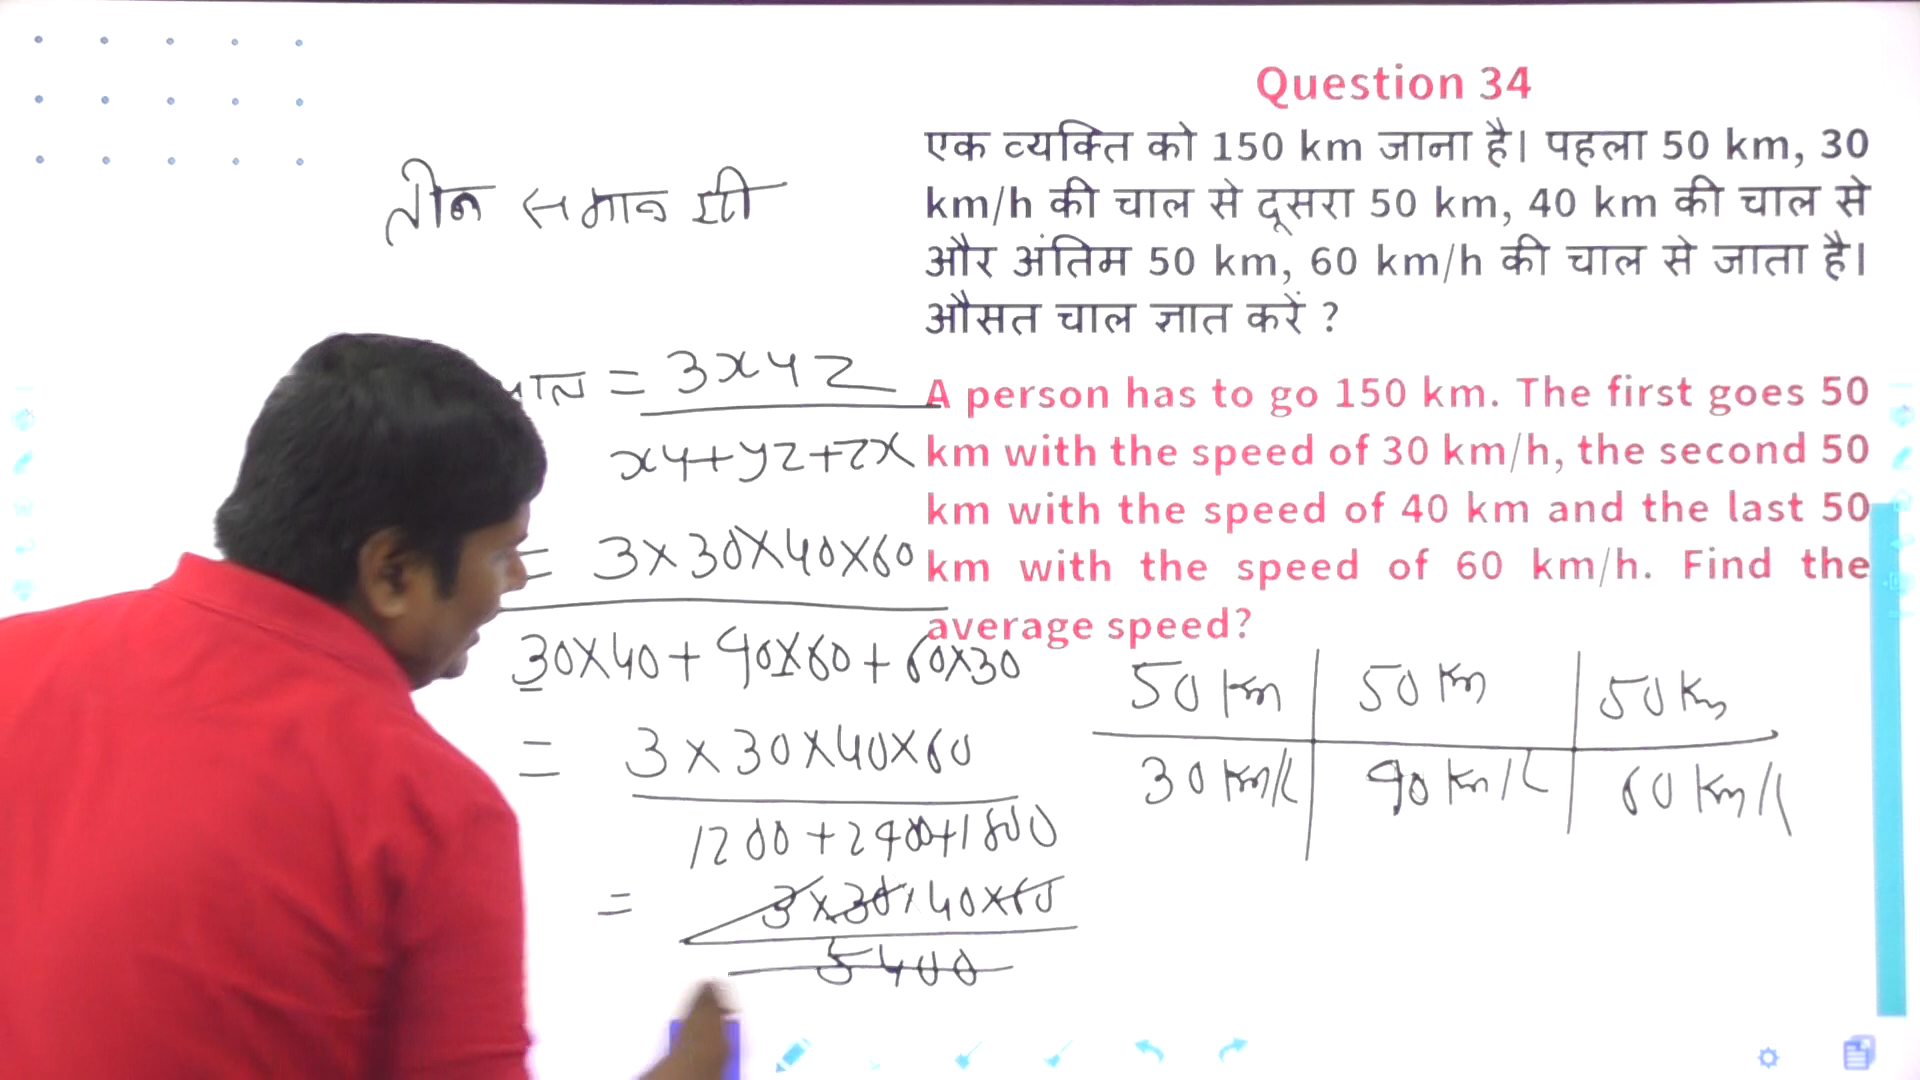 Question 34
एक व्यक्ति को 150 km जाना है। पहला 50 km, 30
km/h की चाल से दूसरा 50 km, 40 km की चाल से
और अंतिम 50 km, 60 km/h की चाल से जाता है।
औसत चाल ज्ञात करें ?
A person has to go 150 km. The first goes 50
km with the speed of 30 km/h, the second 50
km with the speed of 40 km and the last 50
km with the speed of 60 km/h. Find the
average speed?
तीन समान दूरी
= 3xyz
xy+yz+zx
= 3×30×40×60
30×40+40×60+60×30
= 3×30×40×60
1200+2400+1800
= 3×30×40×60
5400
50 km 50 km 50 km
30 km/h 40 km/h 60 km/h